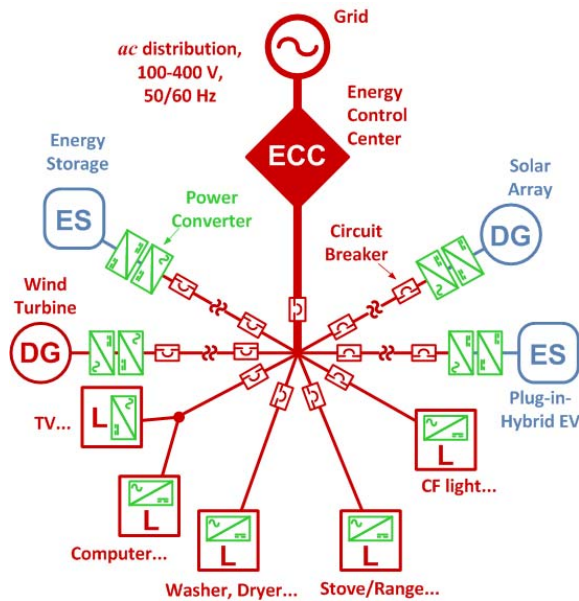 Grid
ac distribution,
100-400 V,
50/60 Hz
Energy
Control
Center
ECC
Energy
Storage
ES
Power
Converter
Circuit
Breaker
Solar
Array
DG
Wind
Turbine
DG
ES
Plug-in-
Hybrid EV
L
TV...
L
Computer...
L
Washer, Dryer...
L
Stove/Range...
L
CF light...